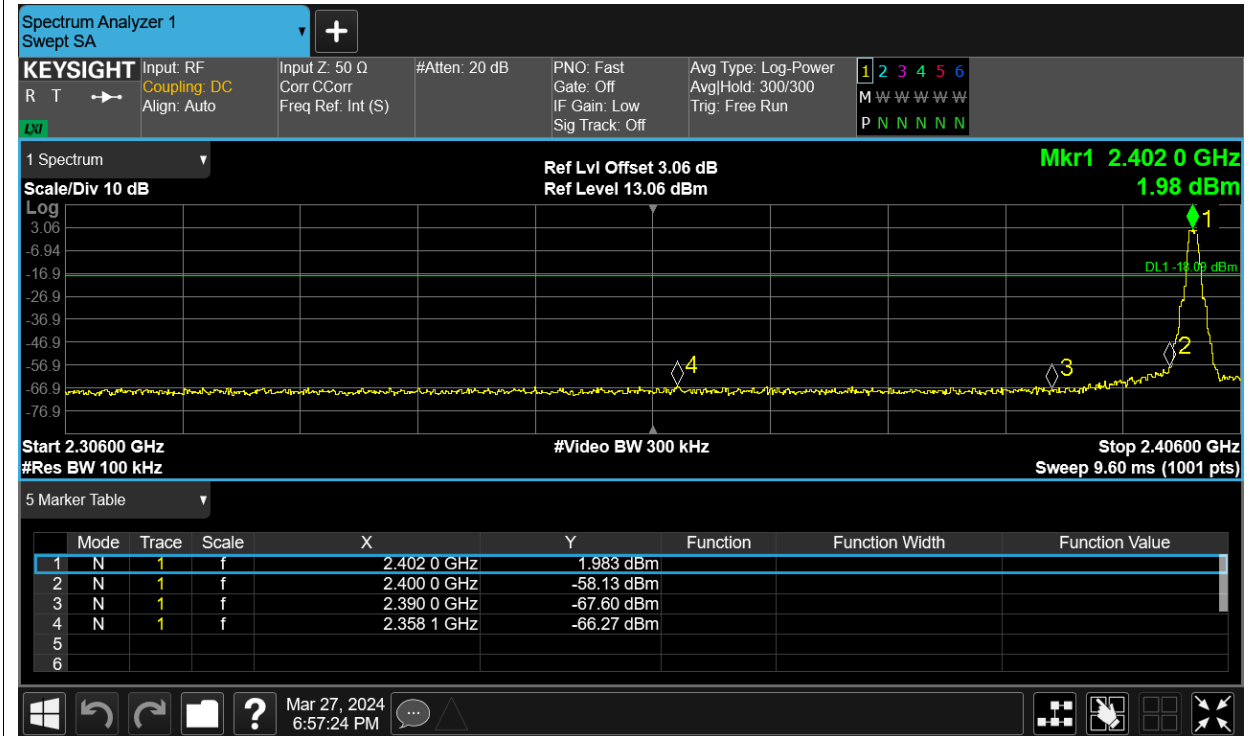 Spectrum Analyzer 1
Swept SA
KEYSIGHT
R T
LXI
Input: RF
Coupling: DC
Align: Auto
Input Z: 50 Ω
Corr CCorr
Freq Ref: Int (S)
#Atten: 20 dB
PNO: Fast
Gate: Off
IF Gain: Low
Sig Track: Off
Avg Type: Log-Power
Avg|Hold: 300/300
Trig: Free Run
1 2 3 4 5 6
M W W W W W
P N N N N N
1 Spectrum
Scale/Div 10 dB
Ref Lvl Offset 3.06 dB
Ref Level 13.06 dBm
Mkr1 2.402 0 GHz
1.98 dBm
Log
3.06
-6.94
-16.9
-26.9
-36.9
-46.9
-56.9
-66.9
-76.9
1
DL1 -18.09 dBm
2
3
4
Start 2.30600 GHz
#Res BW 100 kHz
#Video BW 300 kHz
Stop 2.40600 GHz
Sweep 9.60 ms (1001 pts)
5 Marker Table
Mode Trace Scale X Y Function Function Width Function Value
1 N 1 f 2.402 0 GHz 1.983 dBm
2 N 1 f 2.400 0 GHz -58.13 dBm
3 N 1 f 2.390 0 GHz -67.60 dBm
4 N 1 f 2.358 1 GHz -66.27 dBm
5
6
?
Mar 27, 2024
6:57:24 PM